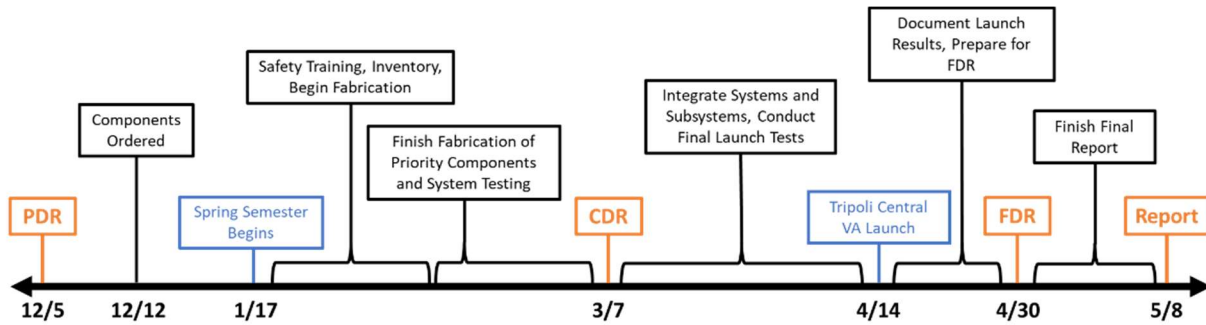 Document Launch
Results, Prepare for
FDR
Safety Training, Inventory,
Begin Fabrication
Integrate Systems and
Subsystems, Conduct
Final Launch Tests
Components
Ordered
Finish Fabrication of
Priority Components
and System Testing
Finish Final
Report
PDR
Spring Semester
Begins
CDR
Tripoli Central
VA Launch
FDR
Report
12/5
12/12
1/17
3/7
4/14
4/30
5/8